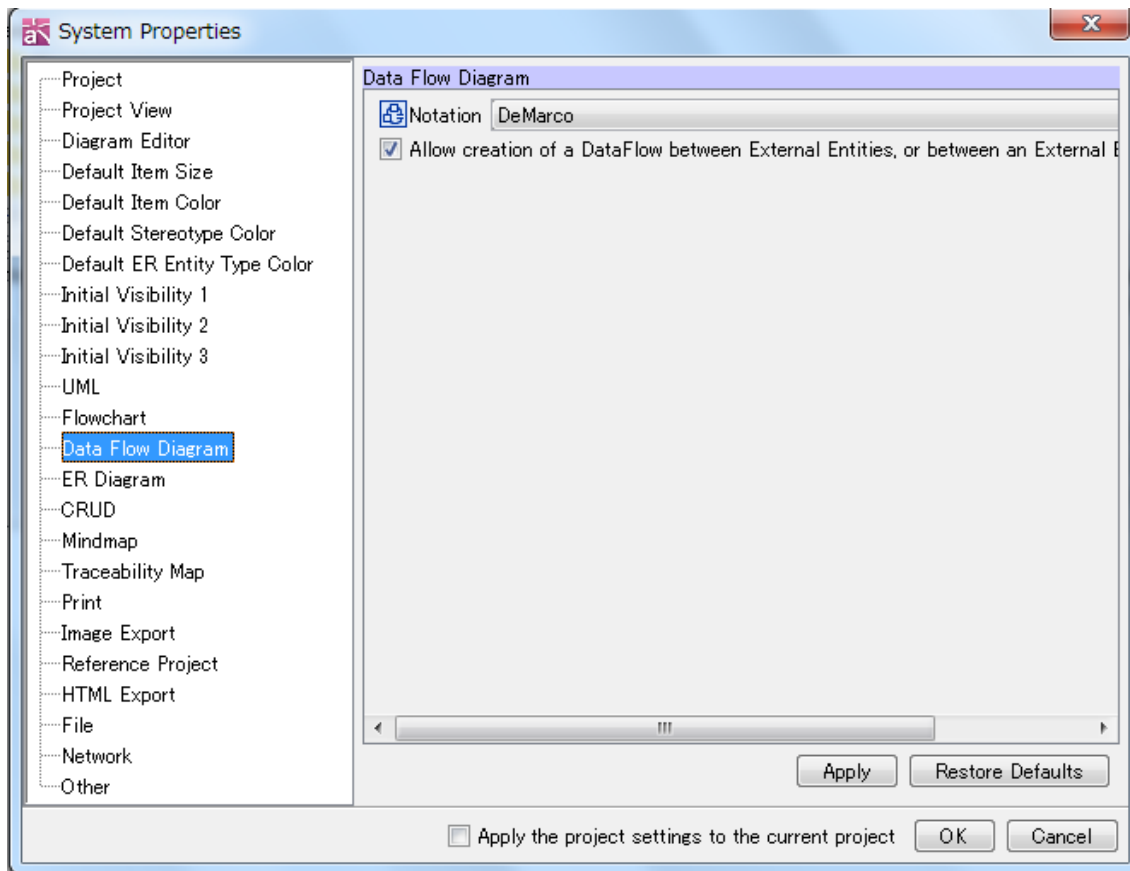 System Properties
Project
Project View
Diagram Editor
Default Item Size
Default Item Color
Default Stereotype Color
Default ER Entity Type Color
Initial Visibility 1
Initial Visibility 2
Initial Visibility 3
UML
Flowchart
Data Flow Diagram
ER Diagram
CRUD
Mindmap
Traceability Map
Print
Image Export
Reference Project
HTML Export
File
Network
Other
Data Flow Diagram
Notation DeMarco
Allow creation of a DataFlow between External Entities, or between an External
Apply Restore Defaults
Apply the project settings to the current project OK Cancel